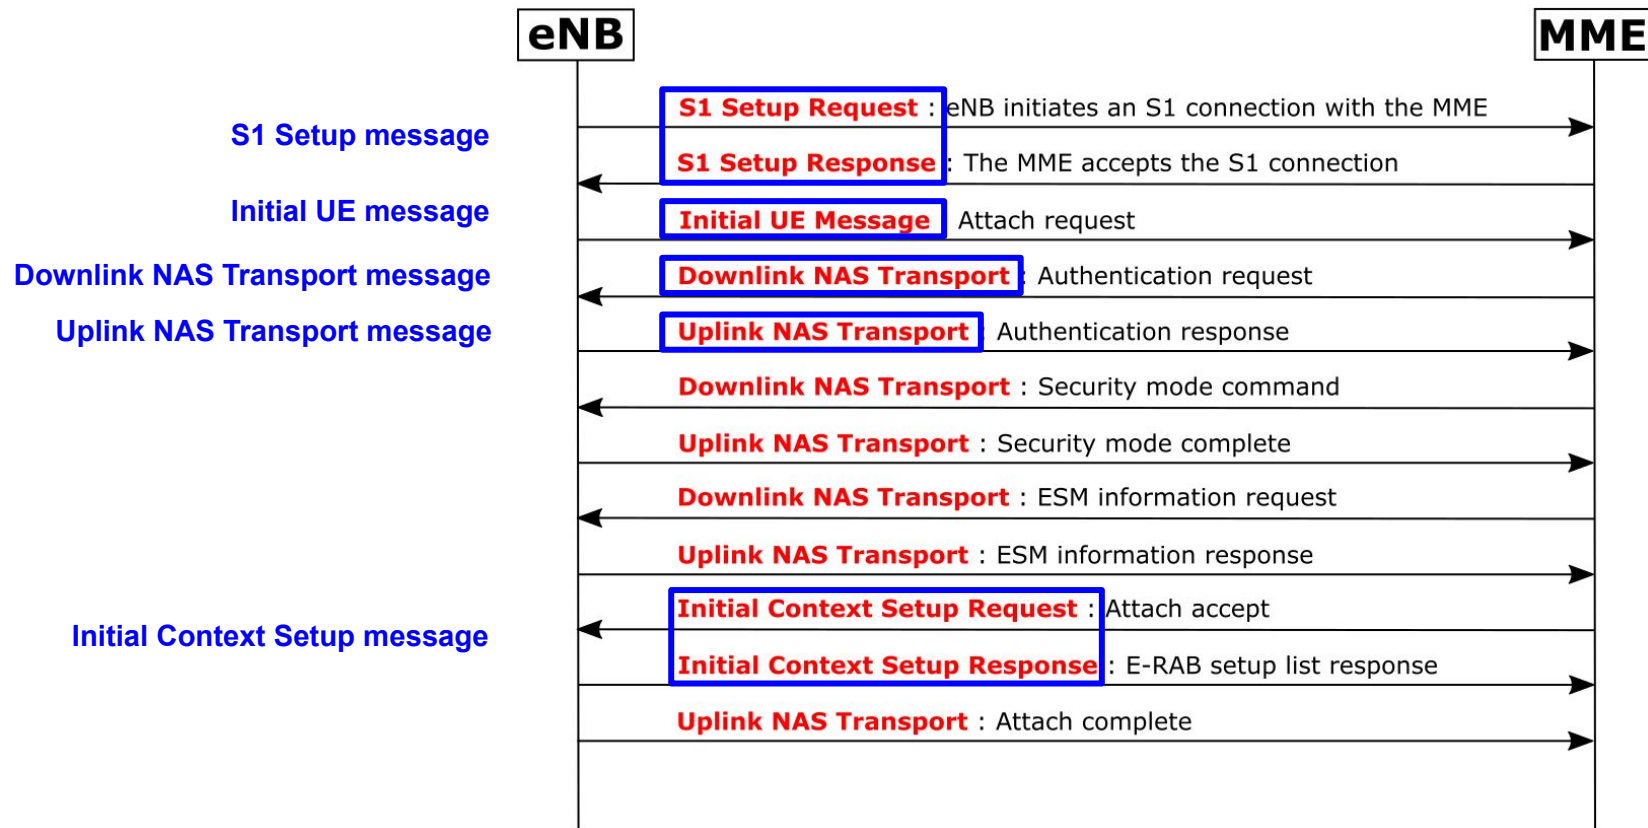 eNB
MME
S1 Setup Request : eNB initiates an S1 connection with the MME
S1 Setup message
S1 Setup Response : The MME accepts the S1 connection
Initial UE message
Initial UE Message Attach request
Downlink NAS Transport message
Downlink NAS Transport : Authentication request
Uplink NAS Transport message
Uplink NAS Transport : Authentication response
Downlink NAS Transport : Security mode command
Uplink NAS Transport : Security mode complete
Downlink NAS Transport : ESM information request
Uplink NAS Transport : ESM information response
Initial Context Setup Request : Attach accept
Initial Context Setup message
Initial Context Setup Response : E-RAB setup list response
Uplink NAS Transport : Attach complete